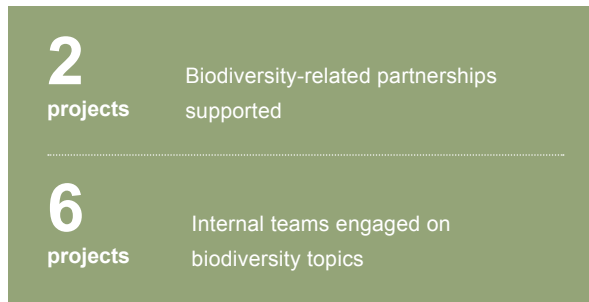 2
projects
Biodiversity-related partnerships
supported
6
projects
Internal teams engaged on
biodiversity topics